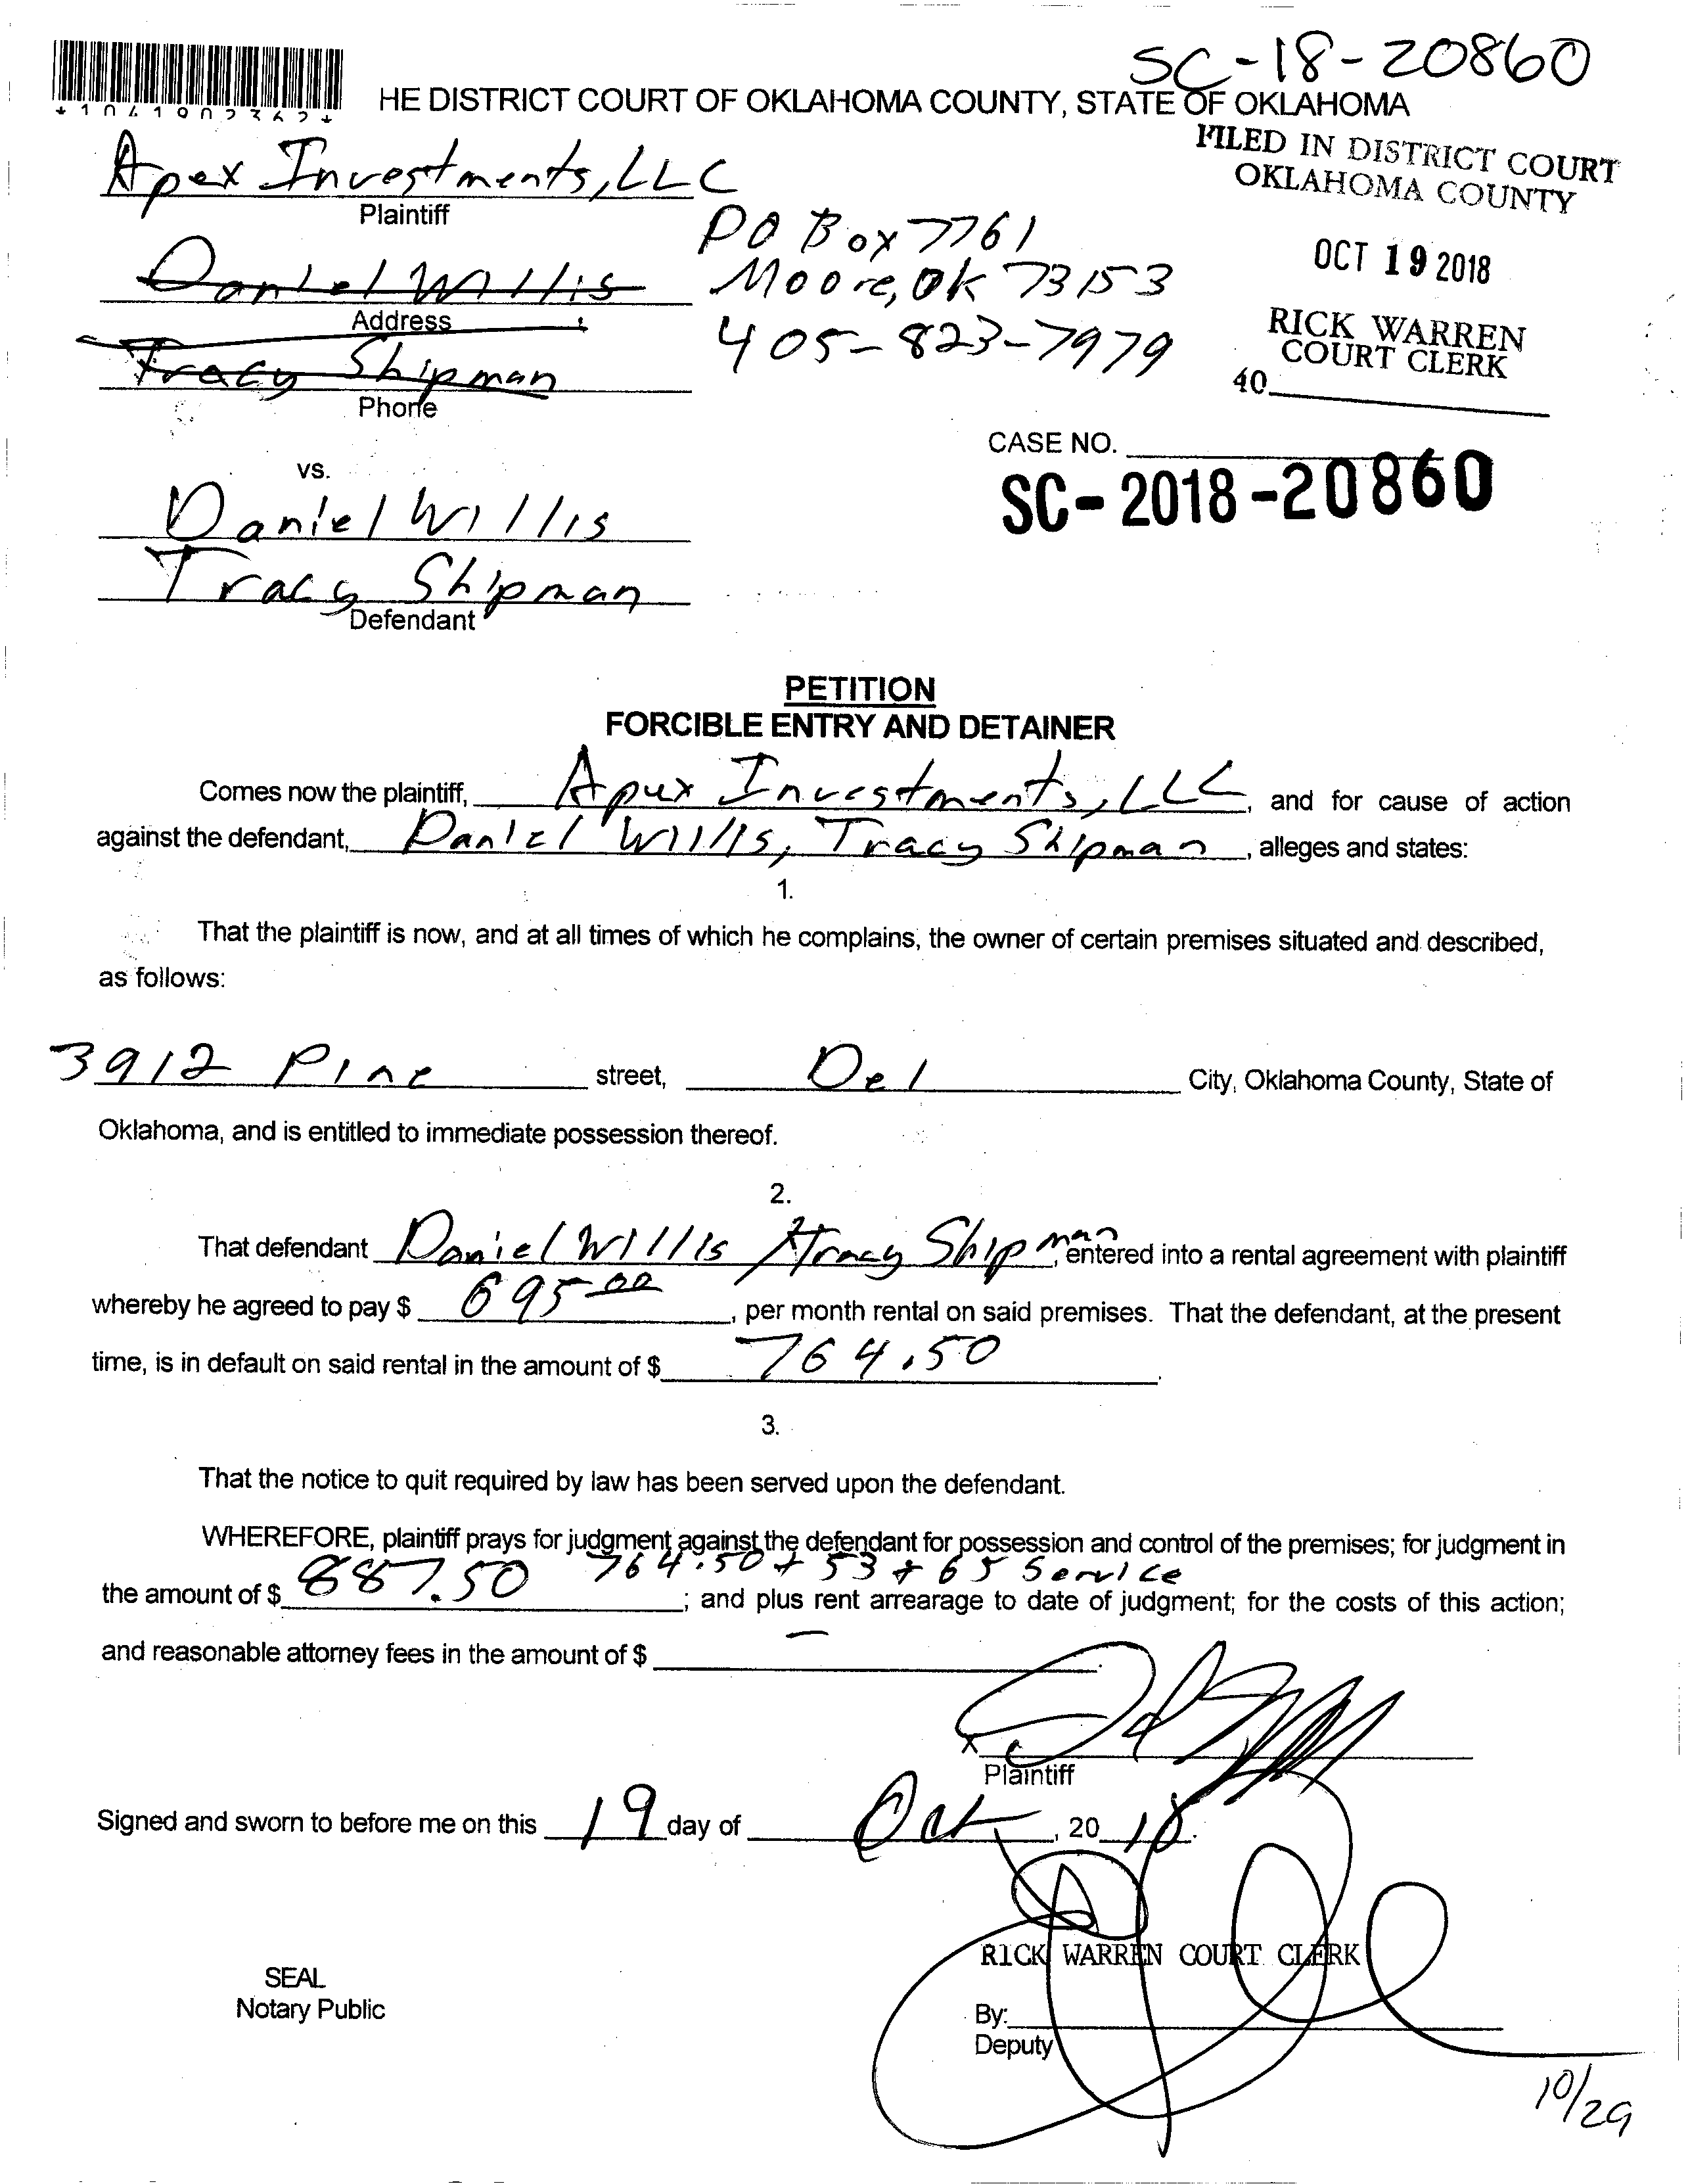 SC-18-20860
HE DISTRICT COURT OF OKLAHOMA COUNTY, STATE OF OKLAHOMA
*1041902362*
FILED IN DISTRICT COURT
OKLAHOMA COUNTY
OCT 19 2018
RICK WARREN
COURT CLERK
40
Apex Investments, LLC
Plaintiff
PO Box 7761
Daniel Willis
Moore, Ok 73153
Address
405-823-7979
Tracy Shipman
Phone
CASE NO.
SC-2018-20860
vs.
Daniel Willis
Tracy Shipman
Defendant
PETITION
FORCIBLE ENTRY AND DETAINER
Comes now the plaintiff, Apex Investments, LLC, and for cause of action
against the defendant, Daniel Willis, Tracy Shipman, alleges and states:
1.
That the plaintiff is now, and at all times of which he complains, the owner of certain premises situated and described,
as follows:
3912 Pine street, Del City, Oklahoma County, State of
Oklahoma, and is entitled to immediate possession thereof.
2.
That defendant Daniel Willis / Tracy Shipman, entered into a rental agreement with plaintiff
whereby he agreed to pay $ 695.00, per month rental on said premises. That the defendant, at the present
time, is in default on said rental in the amount of $ 764.50.
3.
That the notice to quit required by law has been served upon the defendant.
WHEREFORE, plaintiff prays for judgment against the defendant for possession and control of the premises; for judgment in
764.50 + 53 + 65 Service
the amount of $ 887.50; and plus rent arrearage to date of judgment; for the costs of this action;
and reasonable attorney fees in the amount of $ —
x
Plaintiff
Signed and sworn to before me on this 19 day of Oct, 2018.
RICK WARREN COURT CLERK
SEAL
Notary Public
By:
Deputy
10/29